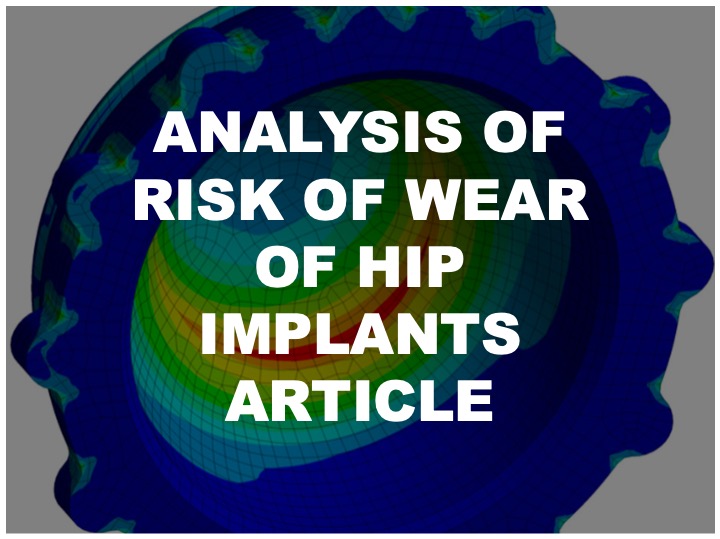 ANALYSIS OF
RISK OF WEAR
OF HIP
IMPLANTS
ARTICLE